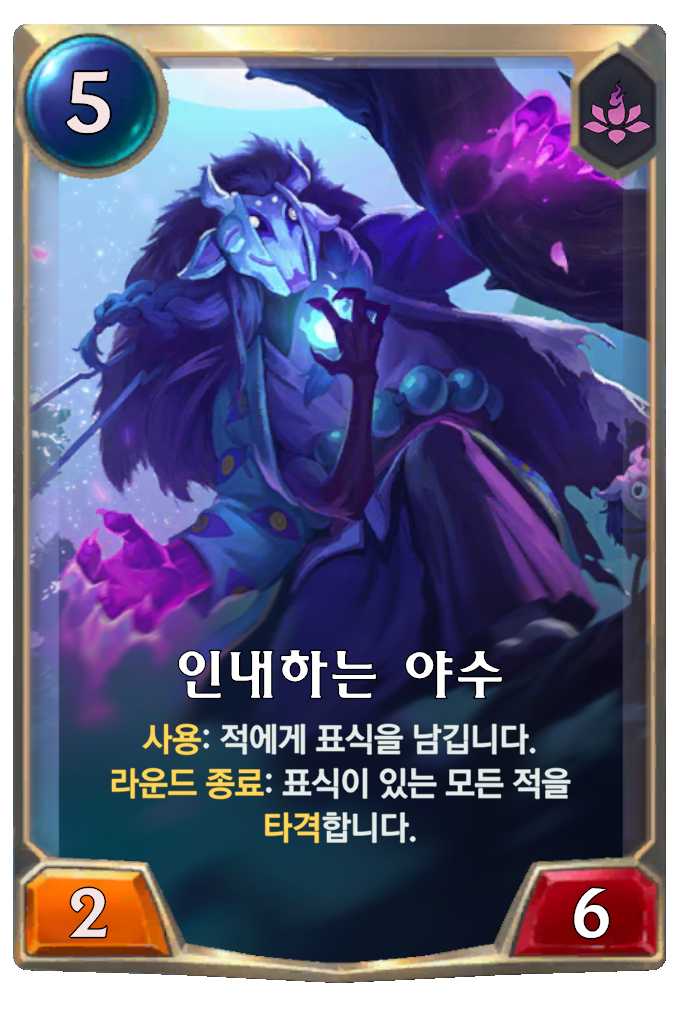 5
인내하는 야수
사용: 적에게 표식을 남깁니다.
라운드 종료: 표식이 있는 모든 적을
타격합니다.
2
6